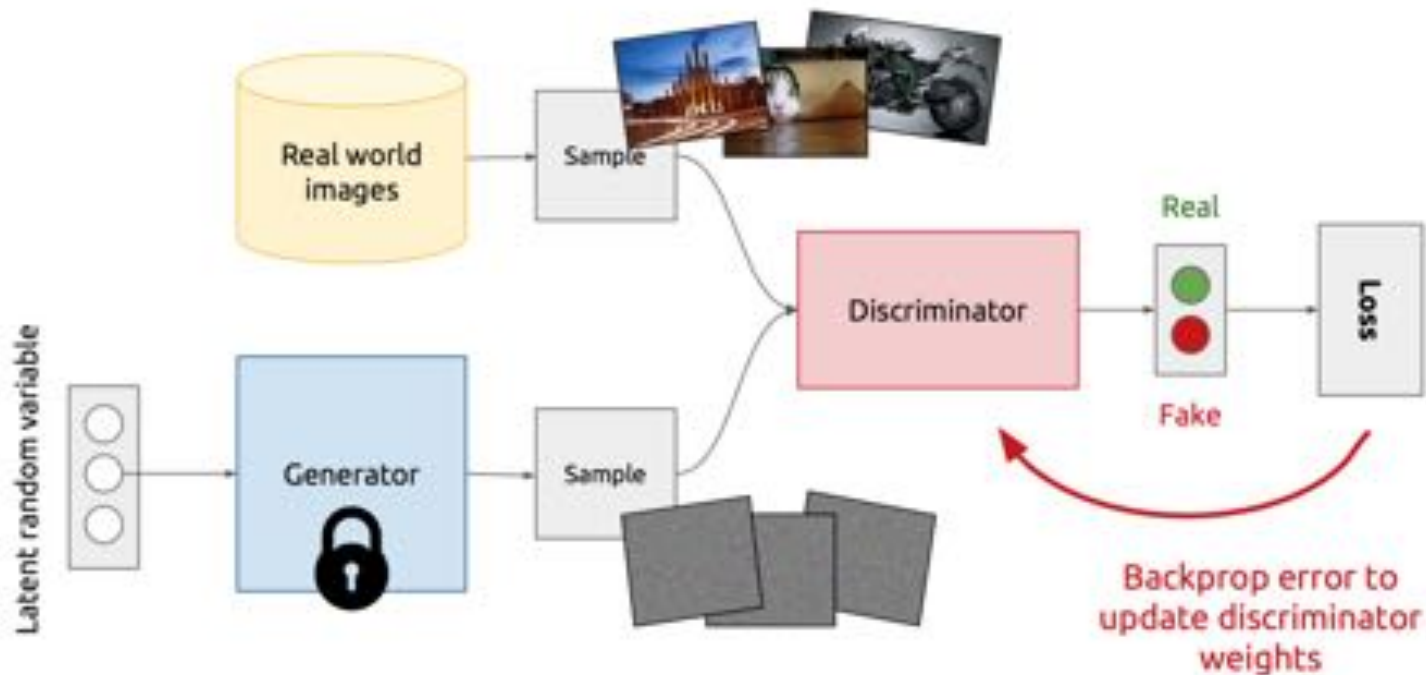 Real world
images
Sample
Real
Discriminator
Loss
Fake
Latent random variable
Generator
Sample
Backprop error to
update discriminator
weights